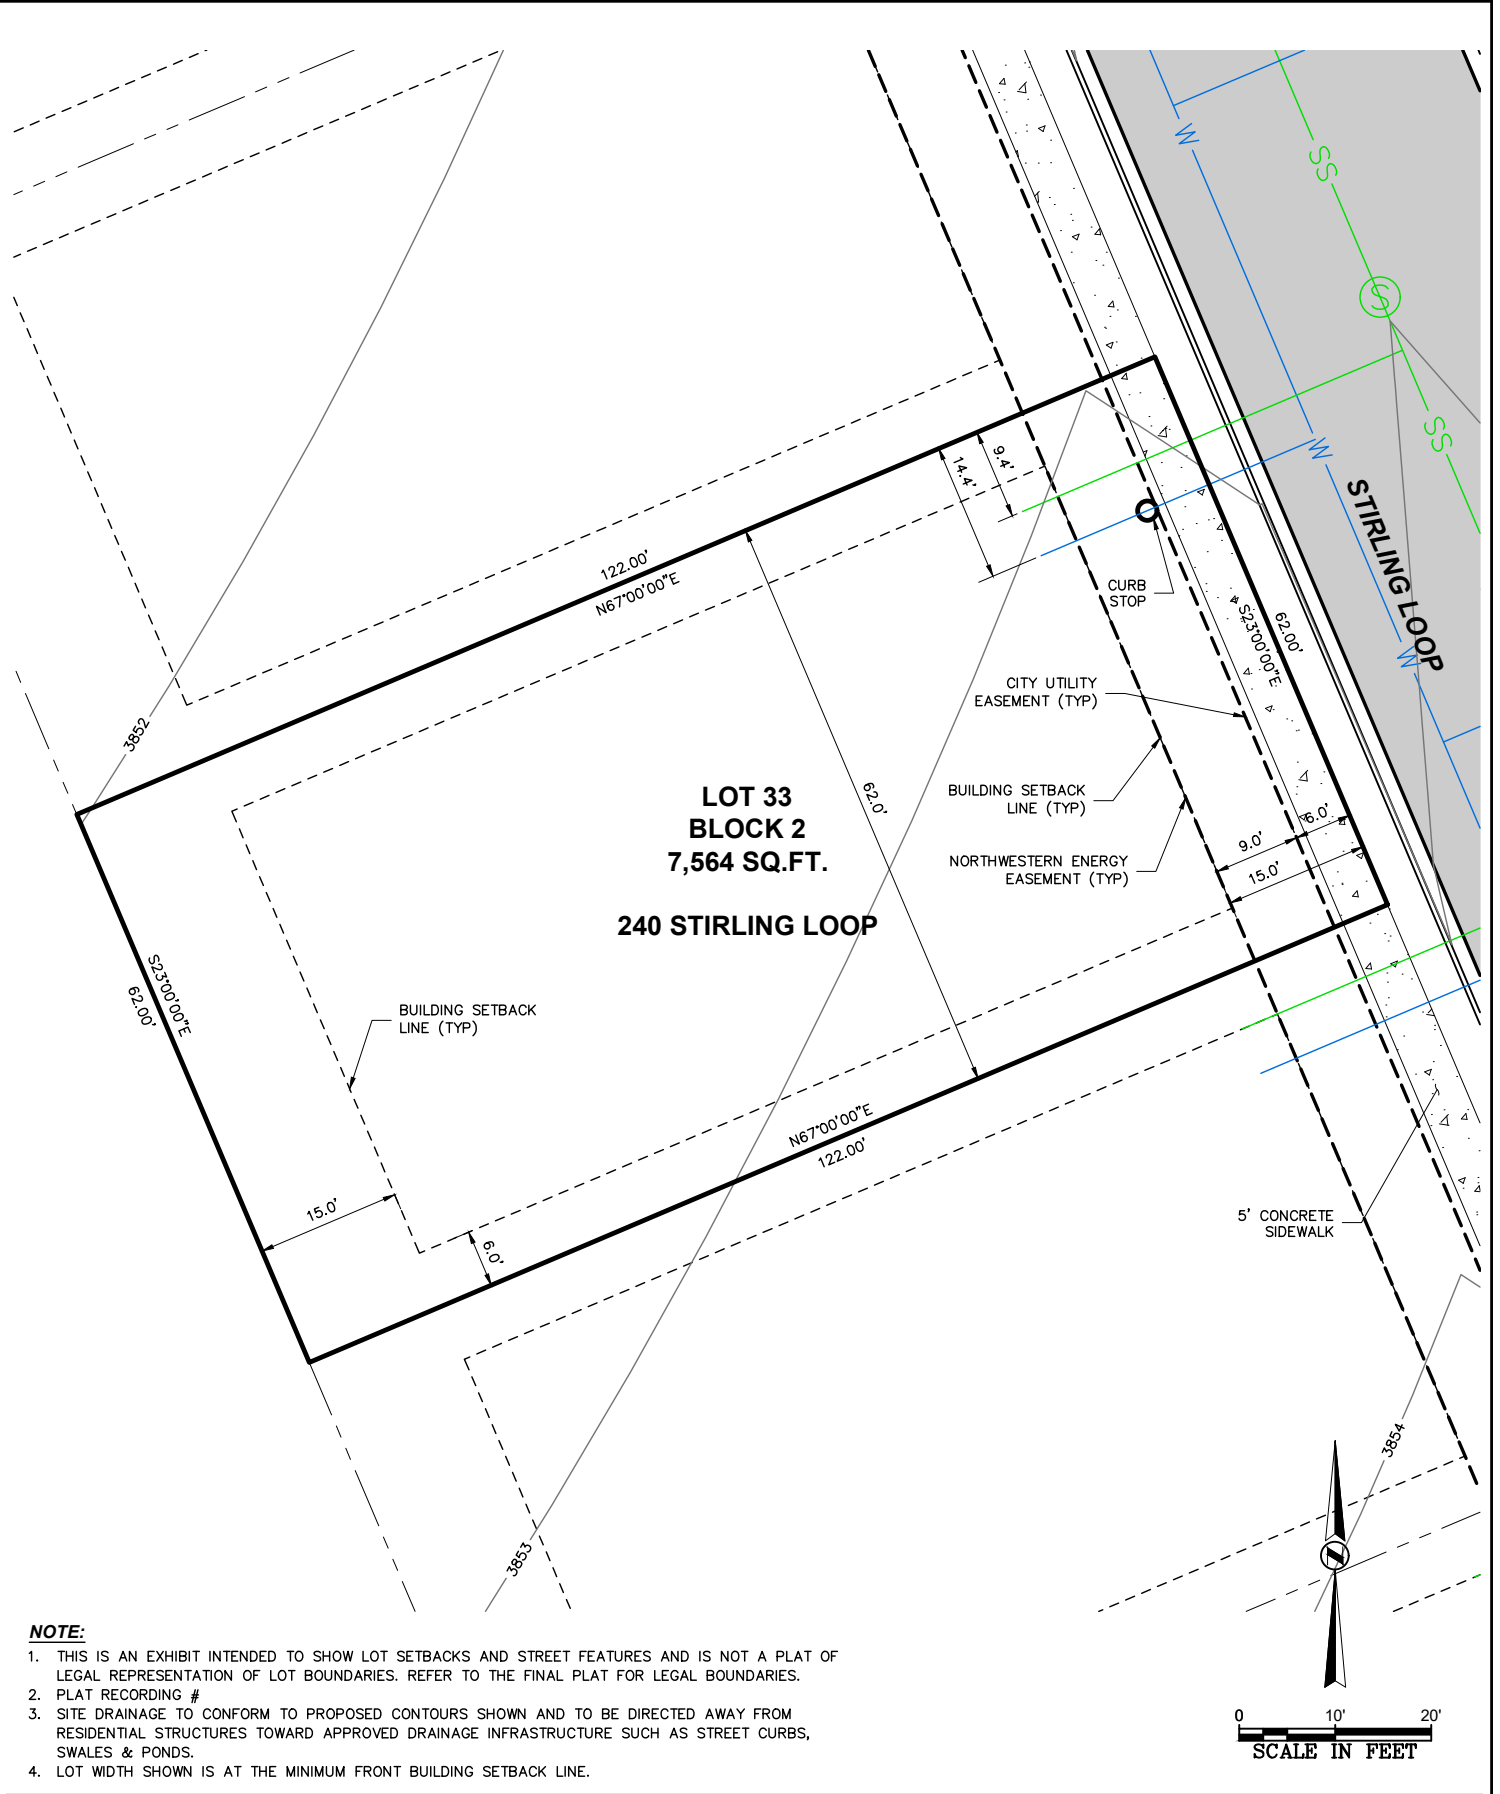 SS
W
S
SS
W
STIRLING LOOP
W
9.4'
14.4'
122.00'
N67°00'00"E
CURB
STOP
S23°00'00"E
62.00'
CITY UTILITY
EASEMENT (TYP)
3852
BUILDING SETBACK
LINE (TYP)
62.0'
LOT 33
BLOCK 2
7,564 SQ.FT.
240 STIRLING LOOP
6.0'
9.0'
15.0'
NORTHWESTERN ENERGY
EASEMENT (TYP)
S23°00'00"E
62.00'
BUILDING SETBACK
LINE (TYP)
N67°00'00"E
122.00'
15.0'
6.0'
5' CONCRETE
SIDEWALK
3854
3853
NOTE:
1. THIS IS AN EXHIBIT INTENDED TO SHOW LOT SETBACKS AND STREET FEATURES AND IS NOT A PLAT OF
LEGAL REPRESENTATION OF LOT BOUNDARIES. REFER TO THE FINAL PLAT FOR LEGAL BOUNDARIES.
2. PLAT RECORDING #
3. SITE DRAINAGE TO CONFORM TO PROPOSED CONTOURS SHOWN AND TO BE DIRECTED AWAY FROM
RESIDENTIAL STRUCTURES TOWARD APPROVED DRAINAGE INFRASTRUCTURE SUCH AS STREET CURBS,
SWALES & PONDS.
4. LOT WIDTH SHOWN IS AT THE MINIMUM FRONT BUILDING SETBACK LINE.
N
0 10' 20'
SCALE IN FEET